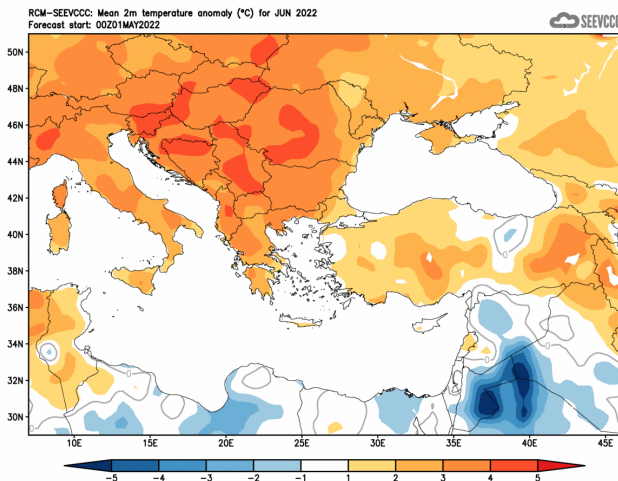 RCM-SEEVCCC: Mean 2m temperature anomaly (°C) for JUN 2022
Forecast start: 00Z01MAY2022
SEEVCCC
50N
48N
46N
44N
42N
40N
38N
36N
34N
32N
30N
10E 15E 20E 25E 30E 35E 40E 45E
-5 -4 -3 -2 -1 1 2 3 4 5